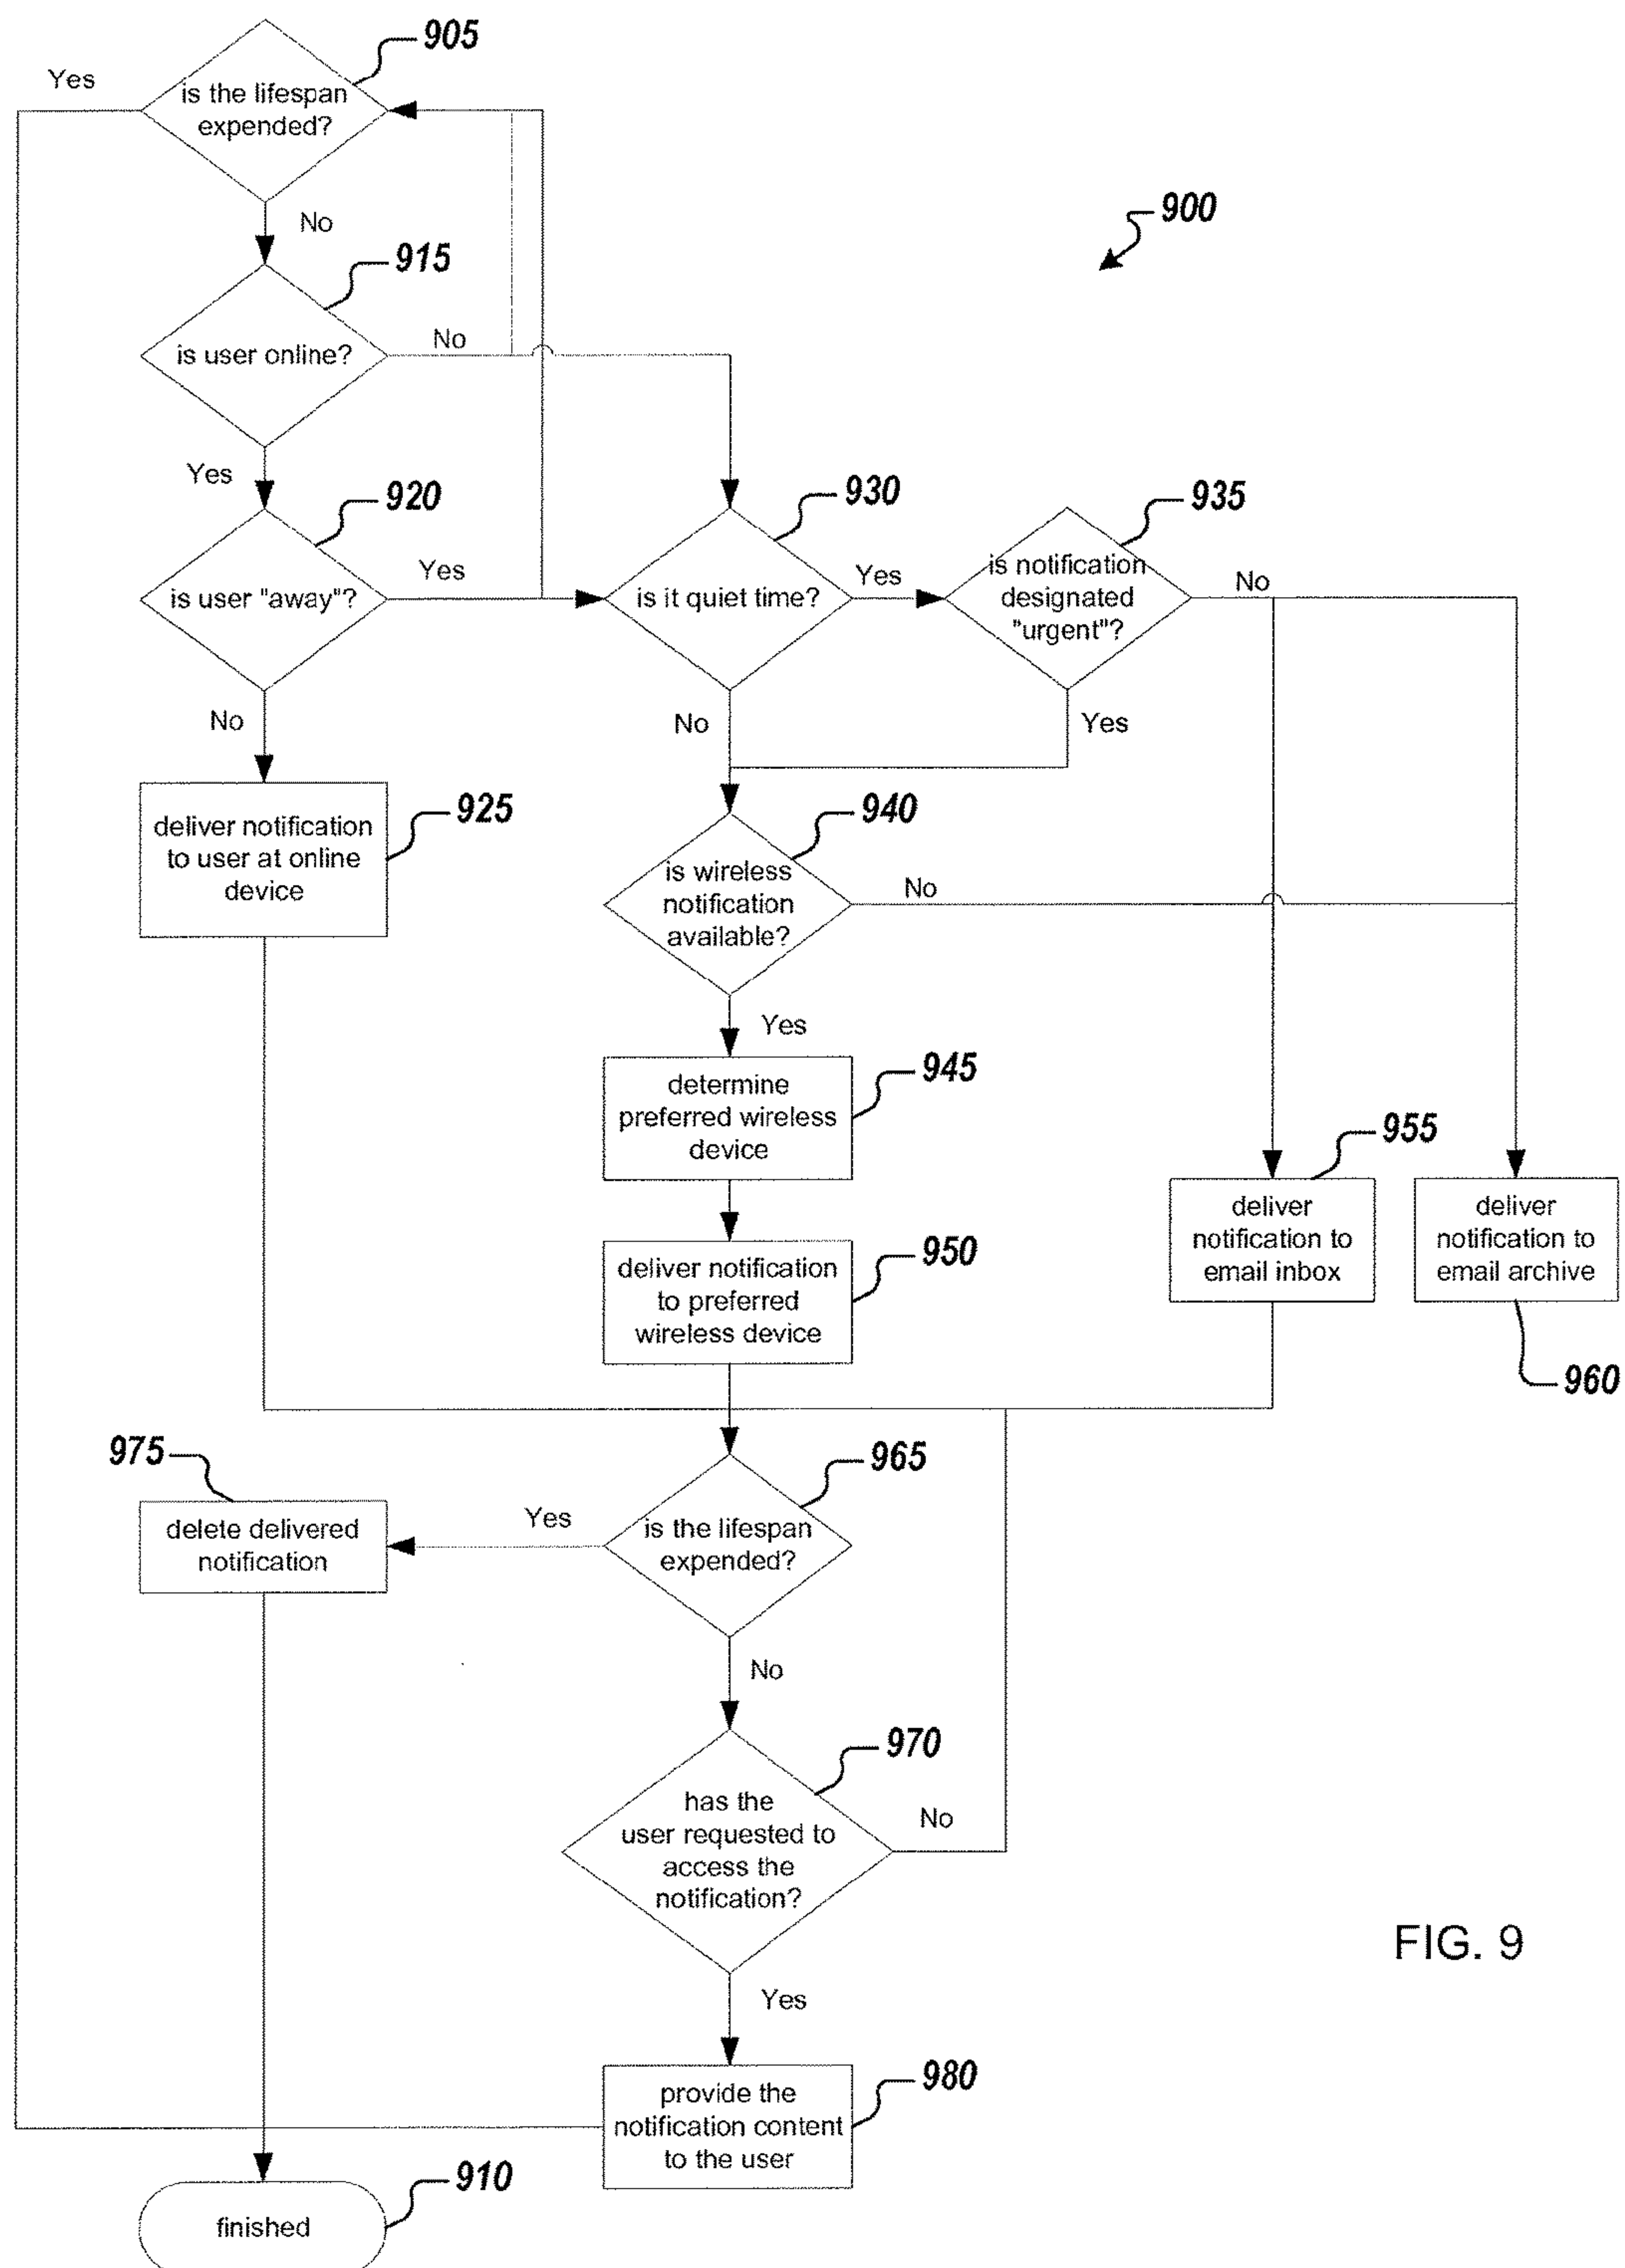 905
Yes
is the lifespan
expended?
No
900
915
is user online?
No
Yes
920
is user "away"?
Yes
930
is it quiet time?
Yes
935
is notification
designated
"urgent"?
No
No
No
Yes
925
deliver notification
to user at online
device
940
is wireless
notification
available?
No
Yes
945
determine
preferred wireless
device
955
deliver
notification to
email inbox
deliver
notification to
email archive
960
950
deliver notification
to preferred
wireless device
975
delete delivered
notification
Yes
965
is the lifespan
expended?
No
970
has the
user requested to
access the
notification?
No
FIG. 9
Yes
980
provide the
notification content
to the user
910
finished